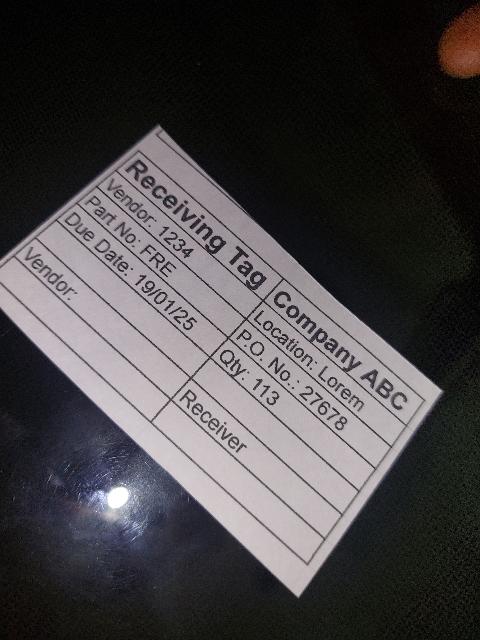 Receiving Tag Company ABC
Vendor: 1234 Location: Lorem
Part No: FRE P.O. No.: 27678
Due Date: 19/01/25 Qty: 113
Vendor: Receiver